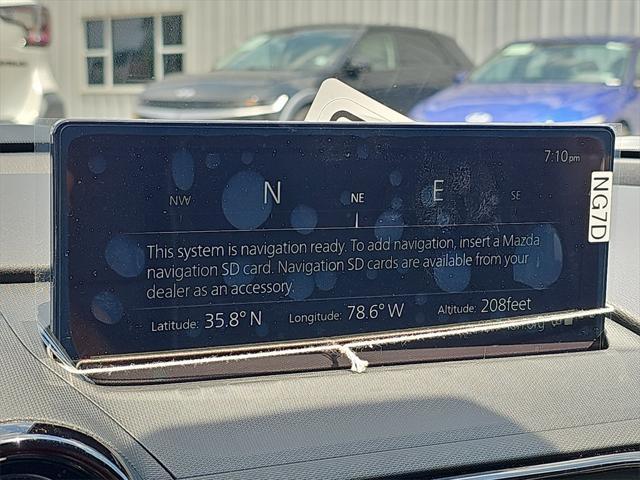 7:10pm
NW N NE E SE
NG7D
This system is navigation ready. To add navigation, insert a Mazda
navigation SD card. Navigation SD cards are available from your
dealer as an accessory.
Latitude: 35.8°N Longitude: 78.6°W Altitude: 208feet